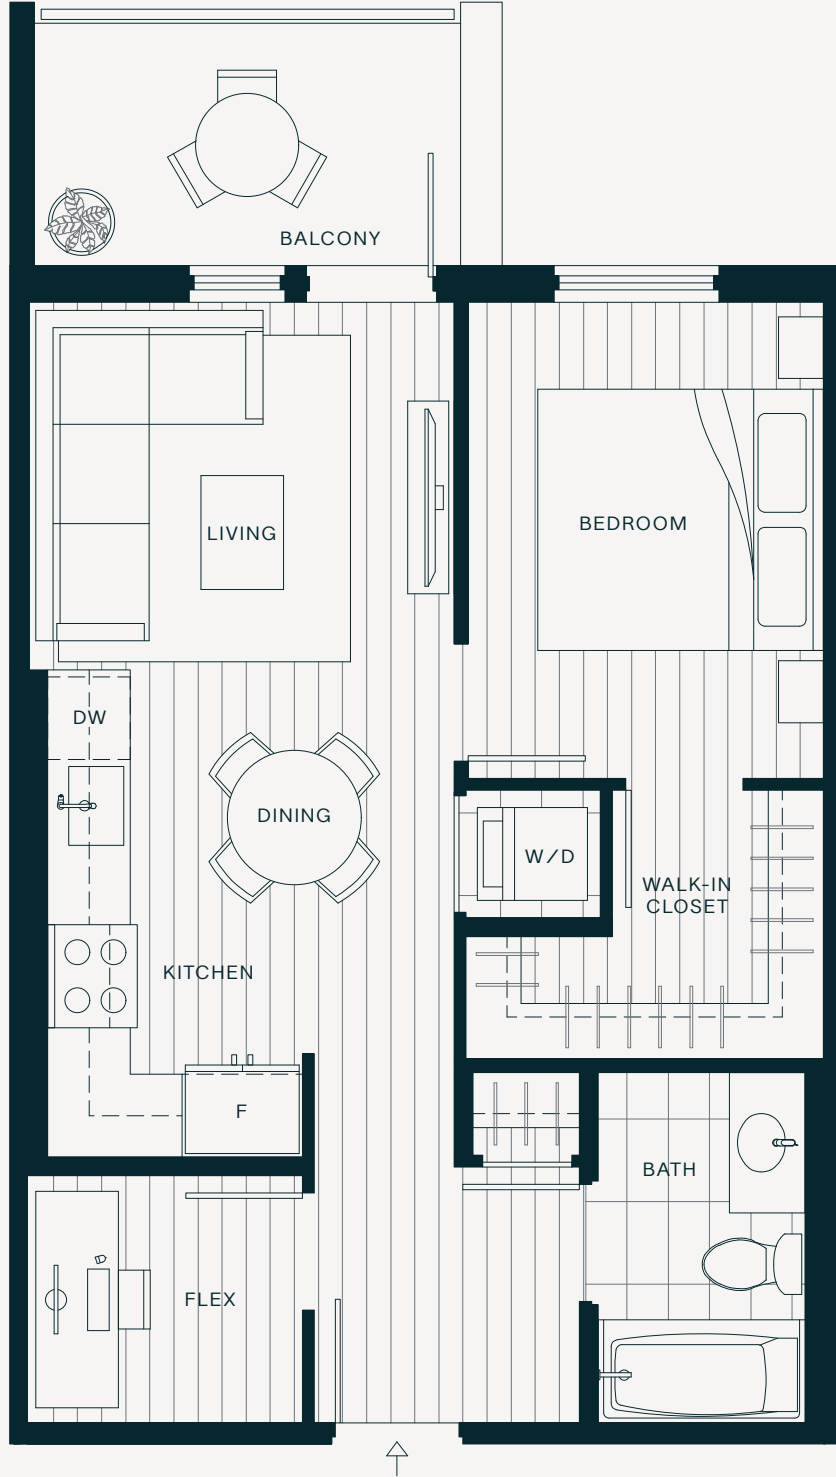 BALCONY
LIVING
BEDROOM
DW
DINING
W/D
WALK-IN
CLOSET
KITCHEN
F
BATH
FLEX